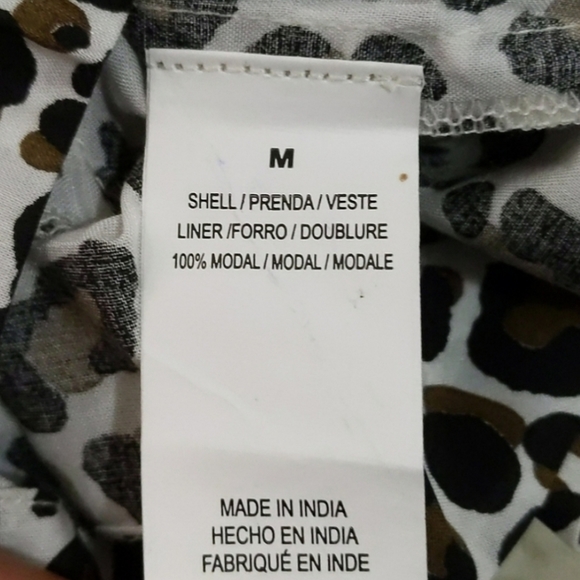 M
SHELL / PRENDA / VESTE
LINER /FORRO / DOUBLURE
100% MODAL / MODAL / MODALE
MADE IN INDIA
HECHO EN INDIA
FABRIQUÉ EN INDE